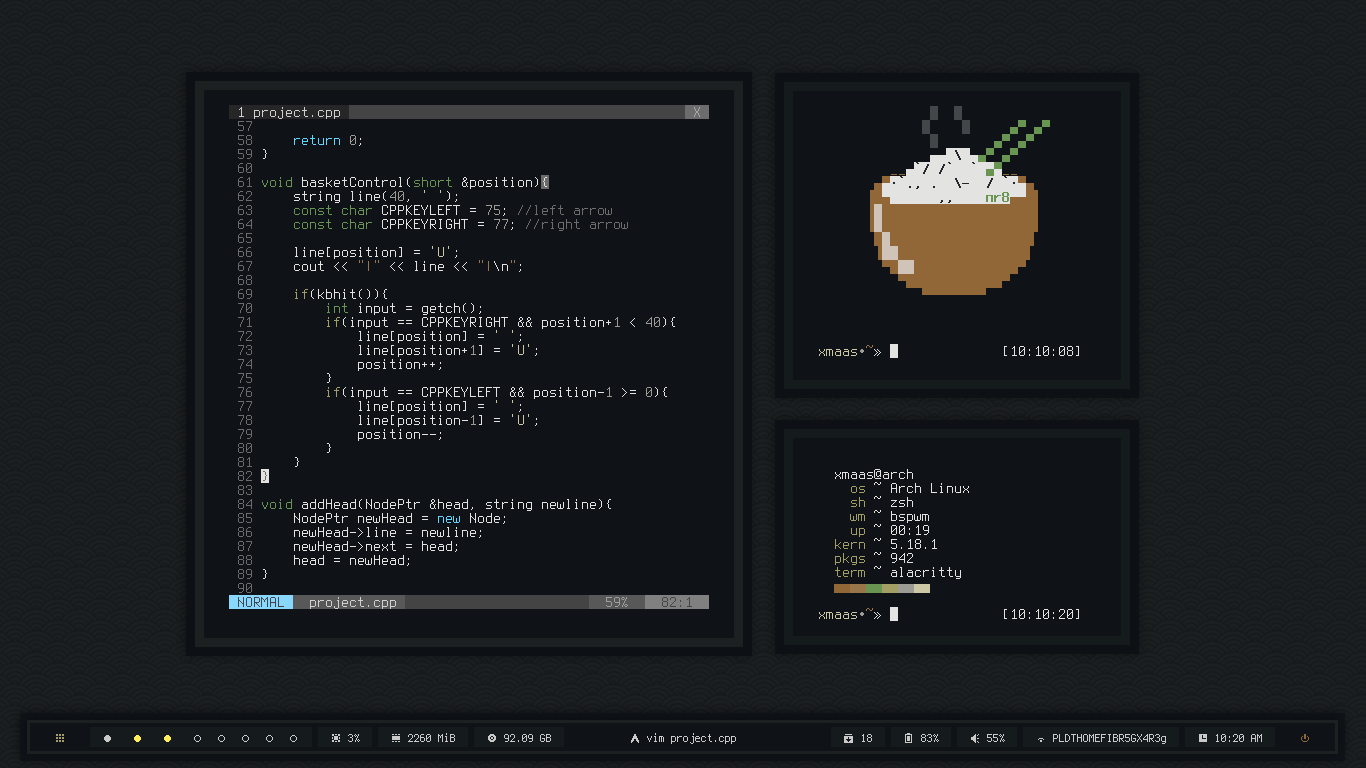 1 project.cpp X
57
58 return 0;
59 }
60
61 void basketControl(short &position){
62 string line(40, ' ');
63 const char CPPKEYLEFT = 75; //left arrow
64 const char CPPKEYRIGHT = 77; //right arrow
65
66 line[position] = 'U';
67 cout << "|" << line << "|\n";
68
69 if(kbhit()){
70 int input = getch();
71 if(input == CPPKEYRIGHT && position+1 < 40){
72 line[position] = ' ';
73 line[position+1] = 'U';
74 position++;
75 }
76 if(input == CPPKEYLEFT && position-1 >= 0){
77 line[position] = ' ';
78 line[position-1] = 'U';
79 position--;
80 }
81 }
82 }
83
84 void addHead(NodePtr &head, string newline){
85 NodePtr newHead = new Node;
86 newHead->line = newline;
87 newHead->next = head;
88 head = newHead;
89 }
90
NORMAL project.cpp 59% 82:1
nr8
xmaas•~» [10:10:08]
xmaas@arch
os ~ Arch Linux
sh ~ zsh
wm ~ bspwm
up ~ 00:19
kern ~ 5.18.1
pkgs ~ 942
term ~ alacritty
xmaas•~» [10:10:20]
3% 2260 MiB 92.09 GB vim project.cpp 18 83% 55% PLDTHOMEFIBR5GX4R3g 10:20 AM